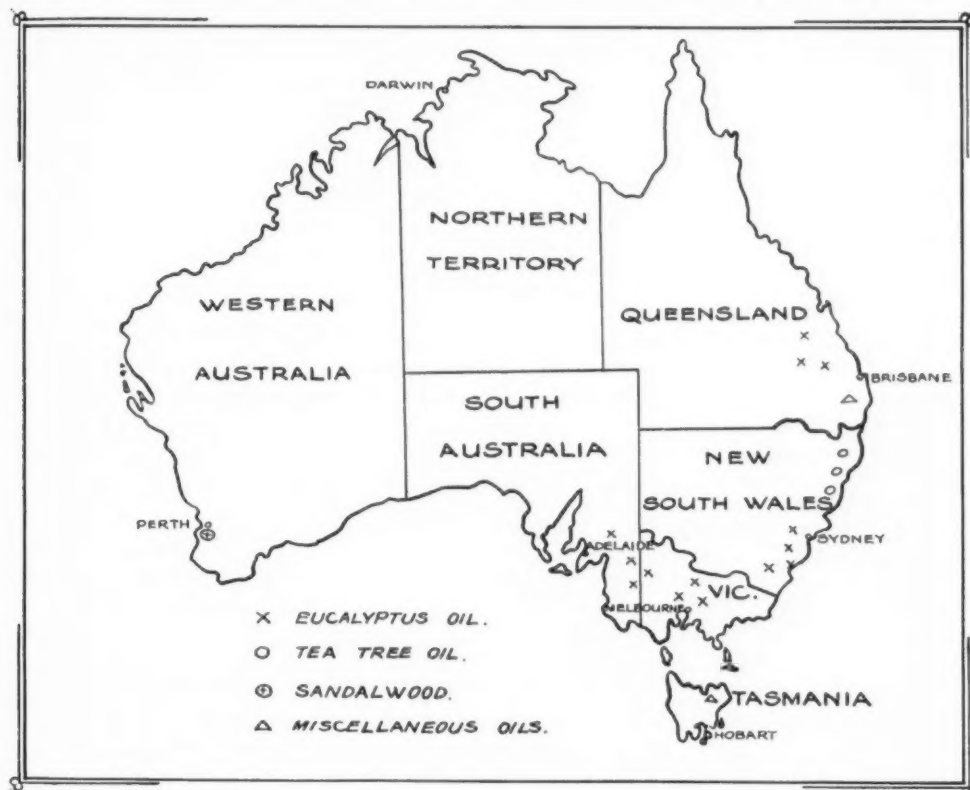 DARWIN
NORTHERN
TERRITORY
WESTERN
AUSTRALIA
QUEENSLAND
BRISBANE
SOUTH
AUSTRALIA
NEW
SOUTH WALES
PERTH
ADELAIDE
SYDNEY
VIC.
MELBOURNE
EUCALYPTUS OIL.
TEA TREE OIL.
SANDALWOOD.
MISCELLANEOUS OILS.
TASMANIA
HOBART